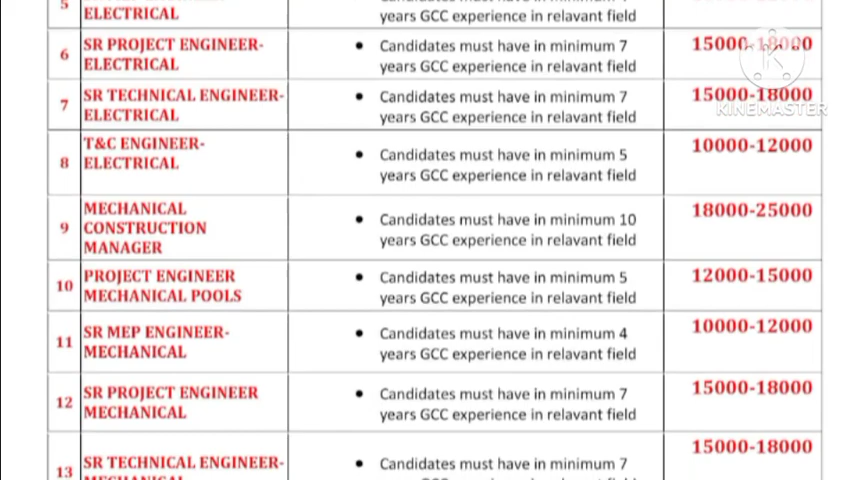 5
ELECTRICAL
years GCC experience in relavant field
6
SR PROJECT ENGINEER-
ELECTRICAL
• Candidates must have in minimum 7
years GCC experience in relavant field
15000-18000
7
SR TECHNICAL ENGINEER-
ELECTRICAL
• Candidates must have in minimum 7
years GCC experience in relavant field
15000-18000
KINEMASTER
8
T&C ENGINEER-
ELECTRICAL
• Candidates must have in minimum 5
years GCC experience in relavant field
10000-12000
9
MECHANICAL
CONSTRUCTION
MANAGER
• Candidates must have in minimum 10
years GCC experience in relavant field
18000-25000
10
PROJECT ENGINEER
MECHANICAL POOLS
• Candidates must have in minimum 5
years GCC experience in relavant field
12000-15000
11
SR MEP ENGINEER-
MECHANICAL
• Candidates must have in minimum 4
years GCC experience in relavant field
10000-12000
12
SR PROJECT ENGINEER
MECHANICAL
• Candidates must have in minimum 7
years GCC experience in relavant field
15000-18000
13
SR TECHNICAL ENGINEER-
• Candidates must have in minimum 7
15000-18000